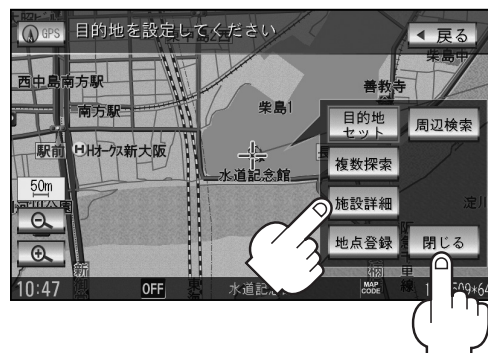 GPS
目的地を設定してください
戻る
柴島中
西中島南方駅
善教寺
南方駅
柴島1
目的地
セット
周辺検索
駅前
H H・オークス新大阪
複数探索
水道記念館
50m
施設詳細
淀川
地点登録
閉じる
新
10:47
OFF
水道記
MAP
CODE